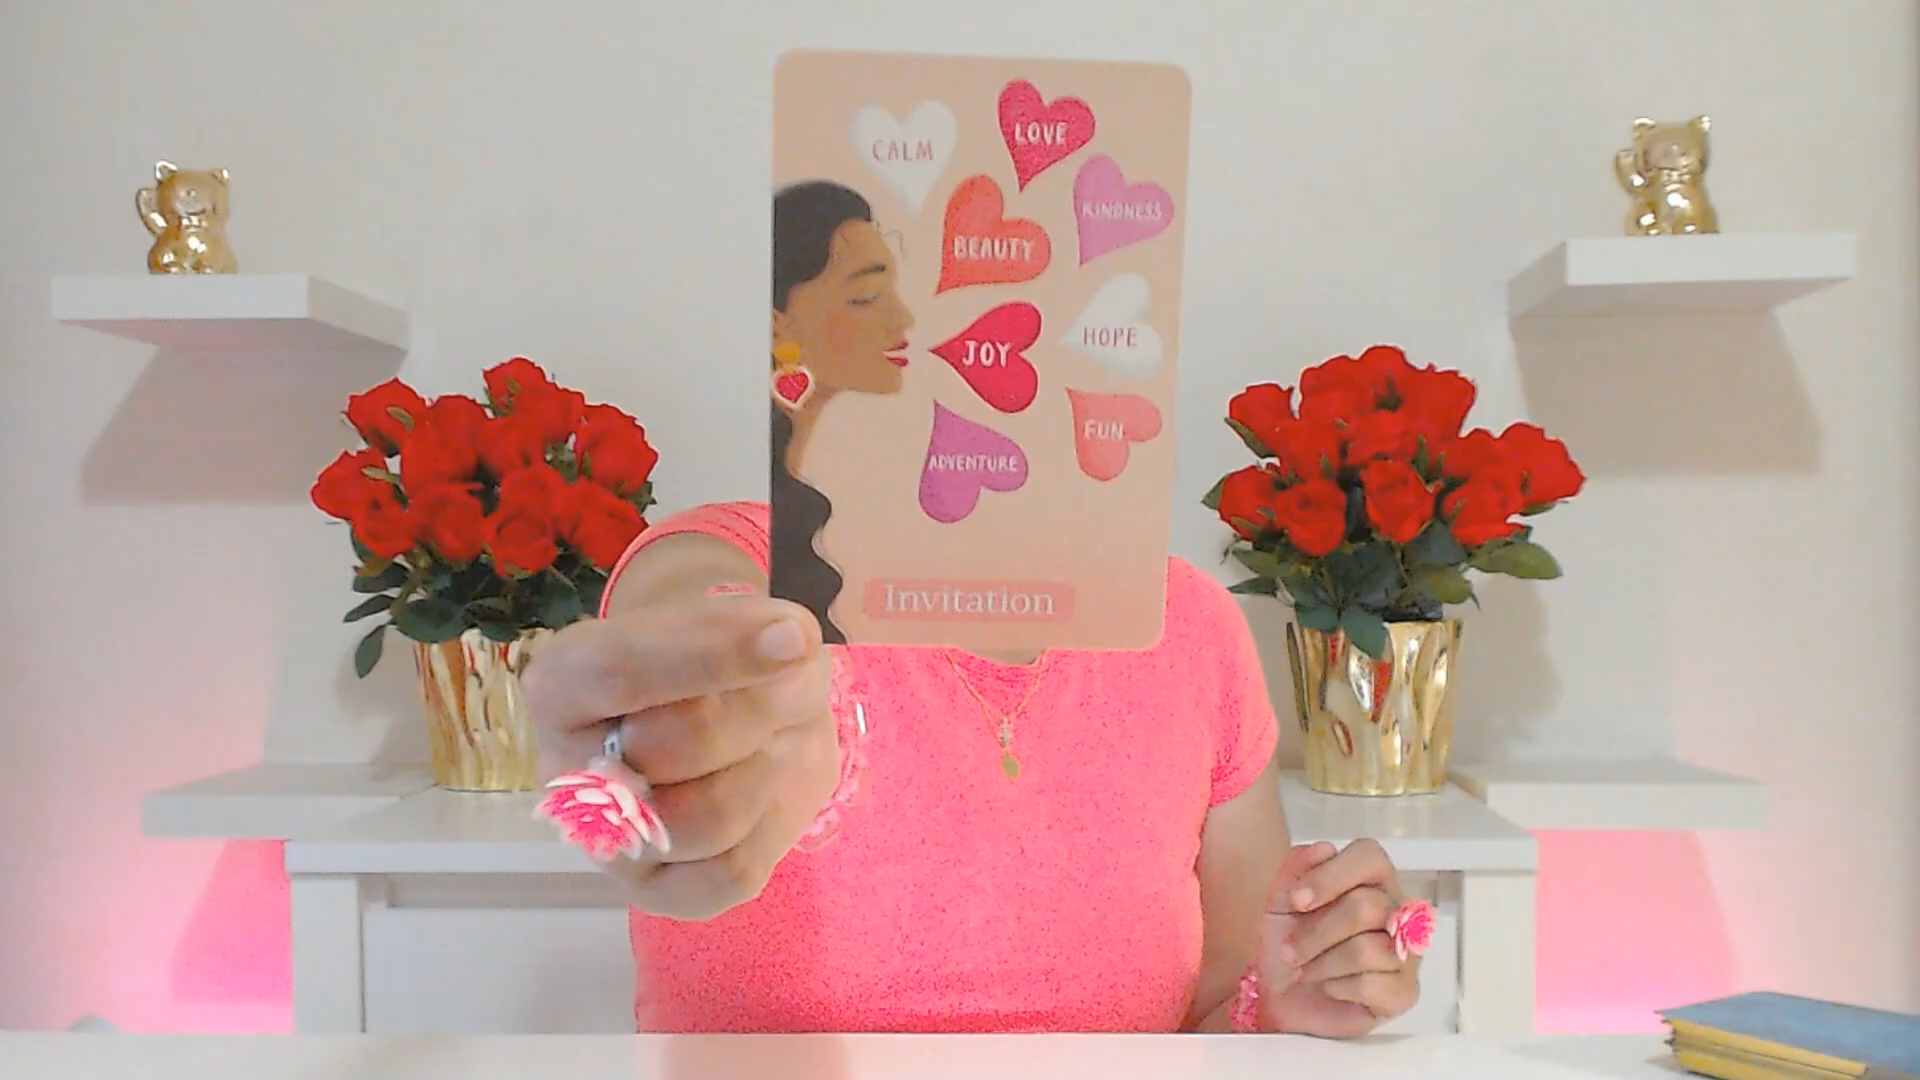 CALM
LOVE
KINDNESS
BEAUTY
HOPE
JOY
FUN
ADVENTURE
Invitation